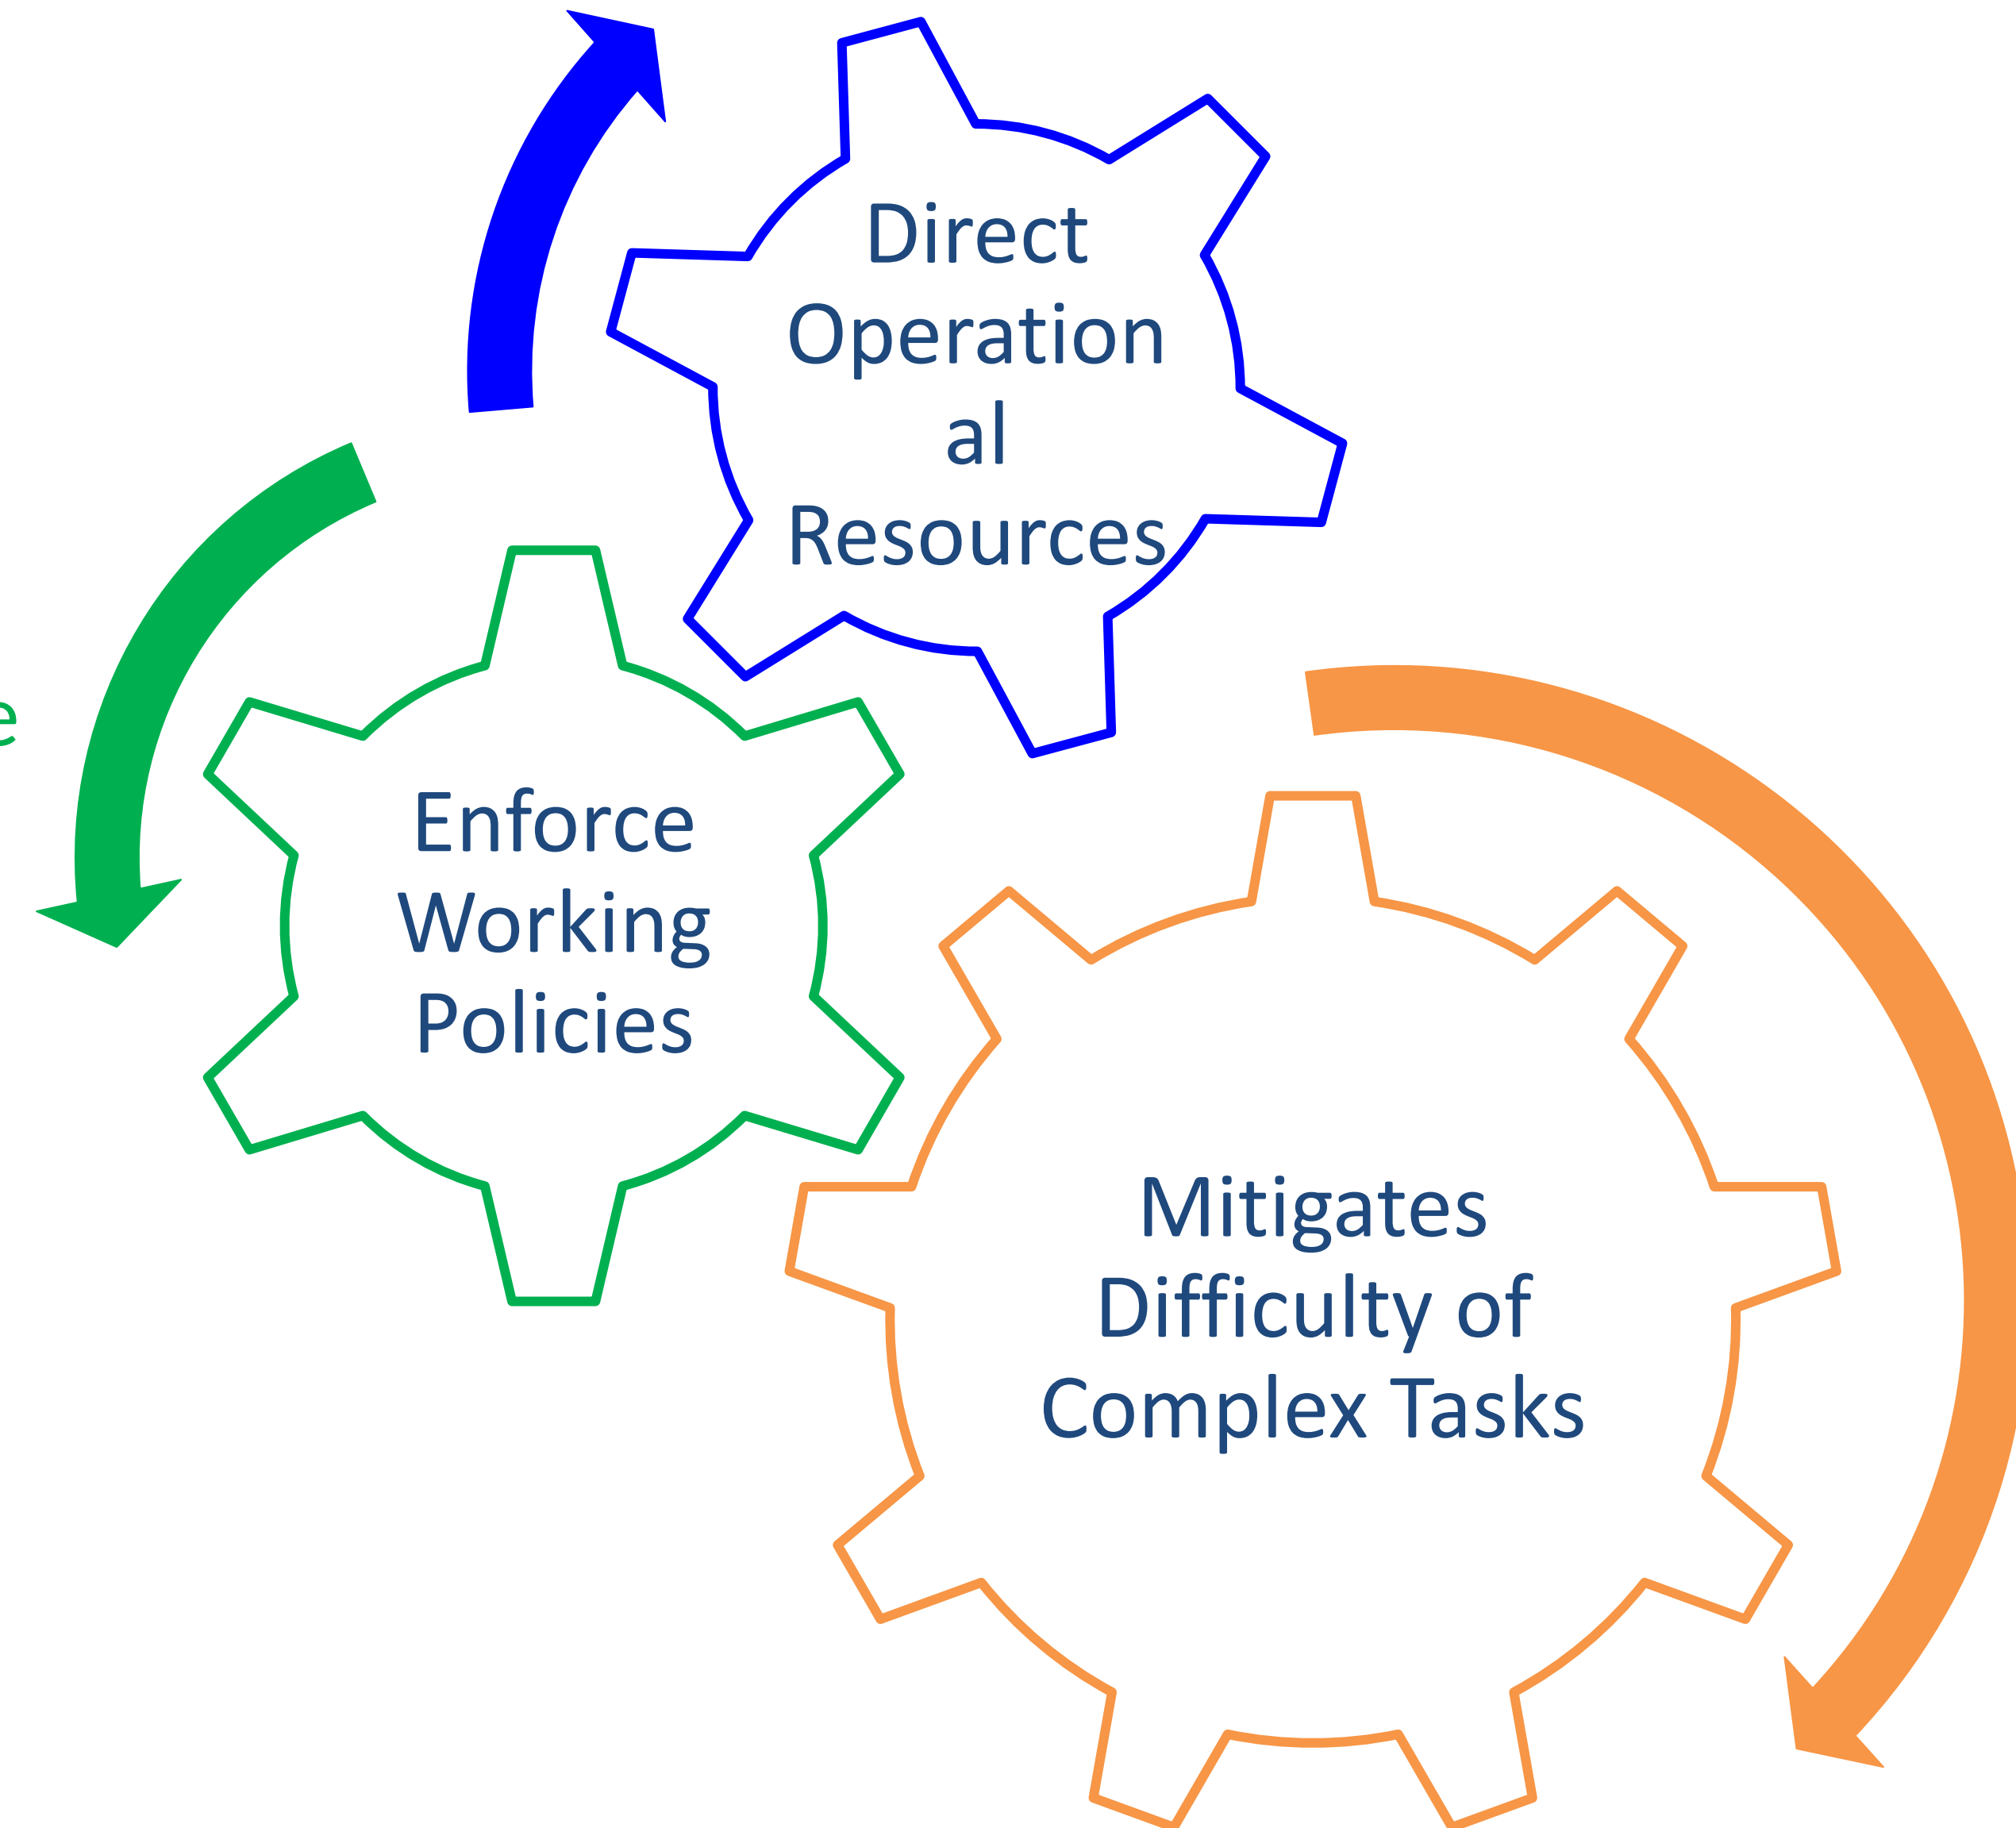 Direct
Operation
al
Resources
Enforce
Working
Policies
Mitigates
Difficulty of
Complex Tasks